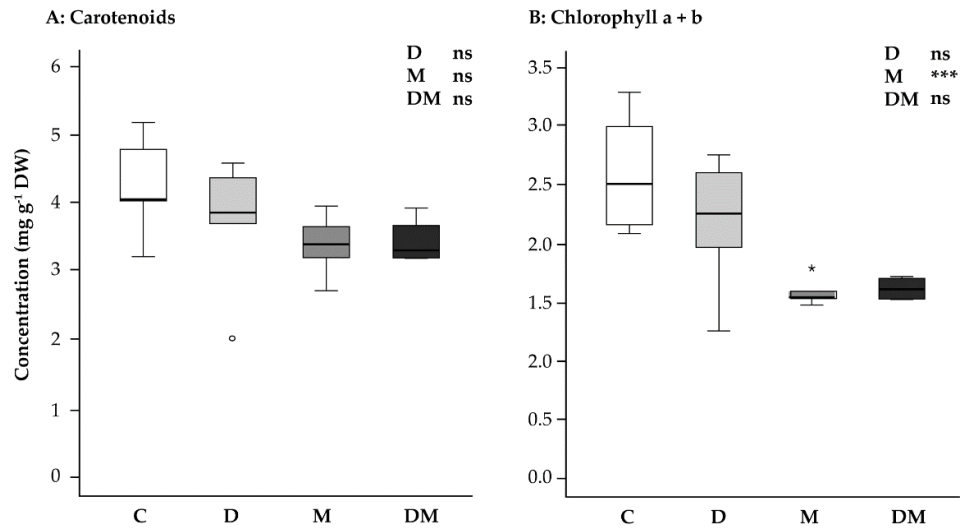 A: Carotenoids
D ns
M ns
DM ns
Concentration (mg g⁻¹ DW)
6
5
4
3
2
1
0
C D M DM
B: Chlorophyll a + b
D ns
M ***
DM ns
3.5
3.0
2.5
2.0
1.5
2.0
0.5
0.0
C D M DM